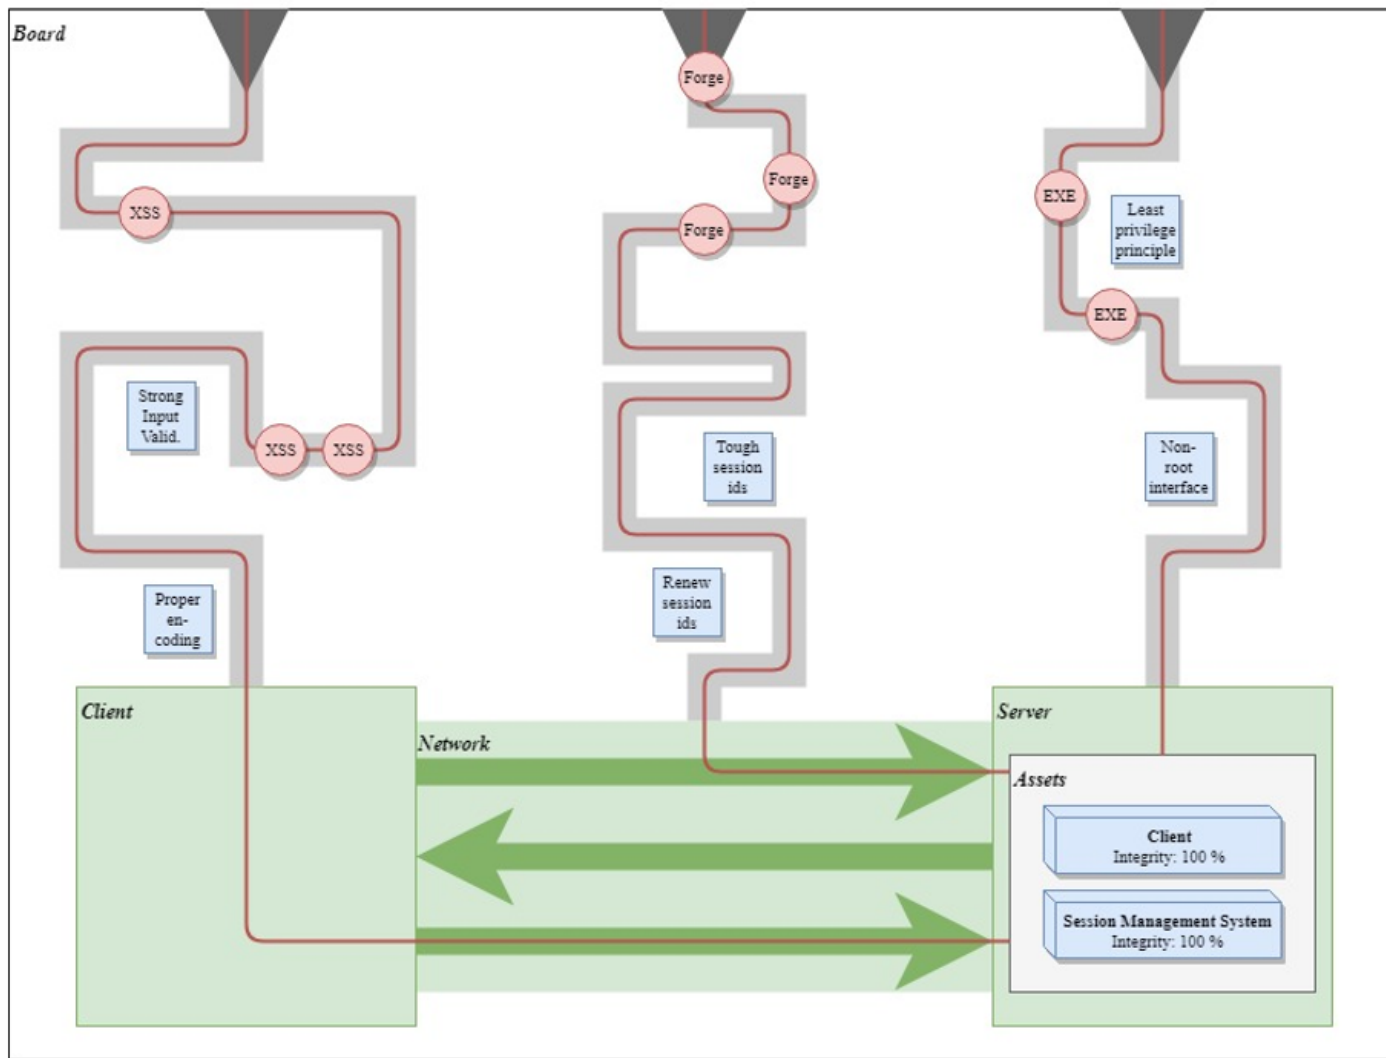 Board
Forge
Forge
Forge
XSS
EXE
Least
privilege
principle
EXE
Strong
Input
Valid.
XSS
XSS
Tough
session
ids
Non-
root
interface
Proper
en-
coding
Renew
session
ids
Client
Network
Server
Assets
Client
Integrity: 100 %
Session Management System
Integrity: 100 %